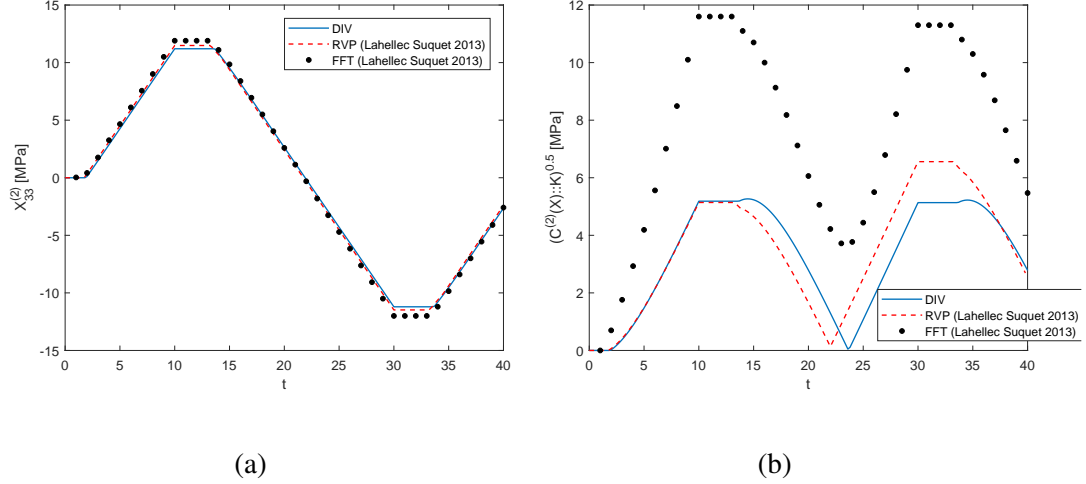 15
10
5
0
-5
-10
-15
0 5 10 15 20 25 30 35 40
t
X₃₃⁽²⁾ [MPa]
DIV
RVP (Lahellec Suquet 2013)
FFT (Lahellec Suquet 2013)
(a)
12
10
8
6
4
2
0
0 5 10 15 20 25 30 35 40
t
(C⁽²⁾(X)::K)⁰·⁵ [MPa]
DIV
RVP (Lahellec Suquet 2013)
FFT (Lahellec Suquet 2013)
(b)